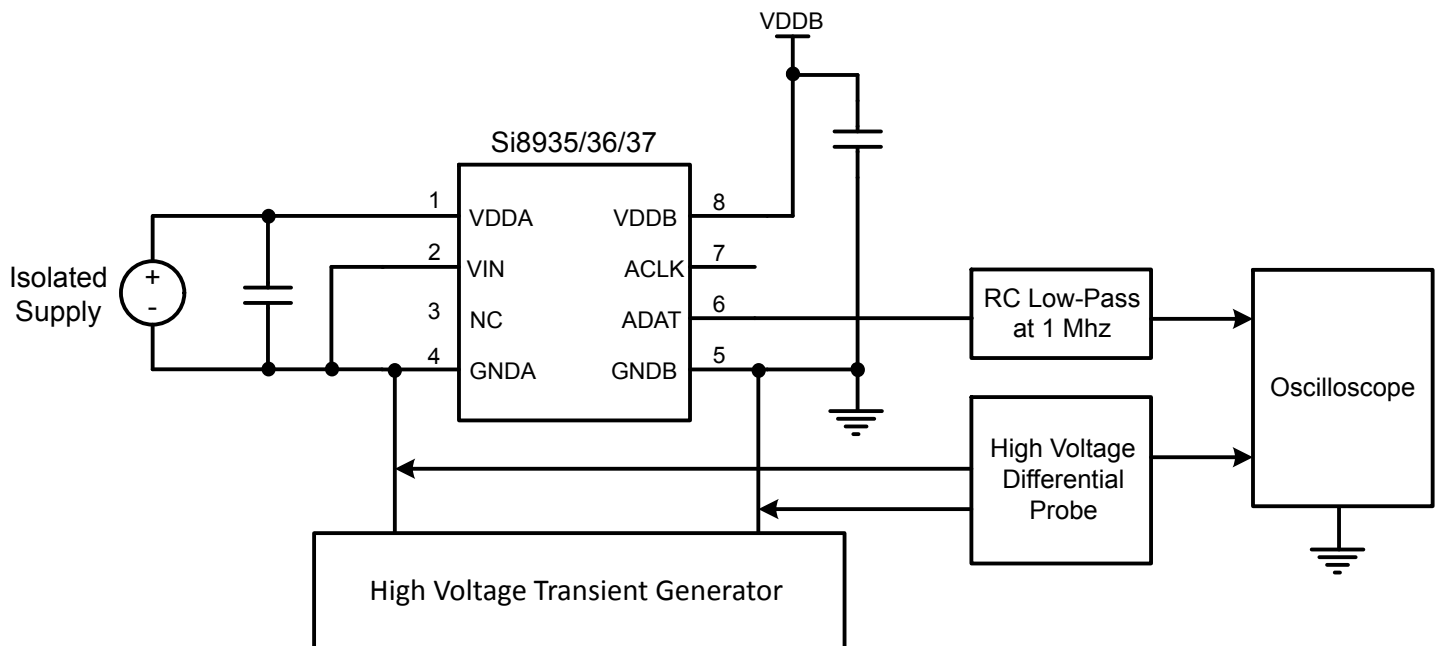 VDDB
Si8935/36/37
1
VDDA
VDDB
8
2
VIN
ACLK
7
3
NC
ADAT
6
4
GNDA
GNDB
5
Isolated
Supply
+
-
RC Low-Pass
at 1 Mhz
Oscilloscope
High Voltage
Differential
Probe
High Voltage Transient Generator